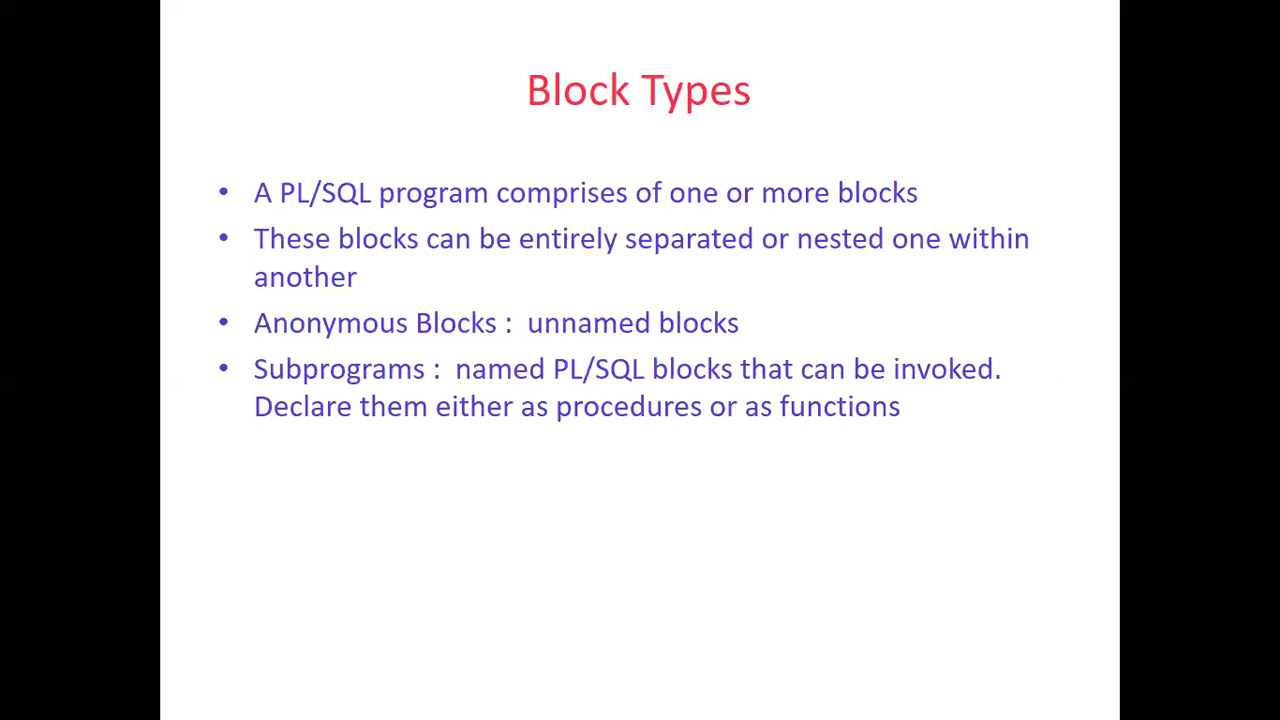 Block Types
• A PL/SQL program comprises of one or more blocks
• These blocks can be entirely separated or nested one within
another
• Anonymous Blocks :  unnamed blocks
• Subprograms :  named PL/SQL blocks that can be invoked.
Declare them either as procedures or as functions